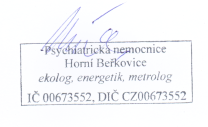 Psychiatrická nemocnice
Horní Beřkovice
ekolog, energetik, metrolog
IČ 00673552, DIČ CZ00673552